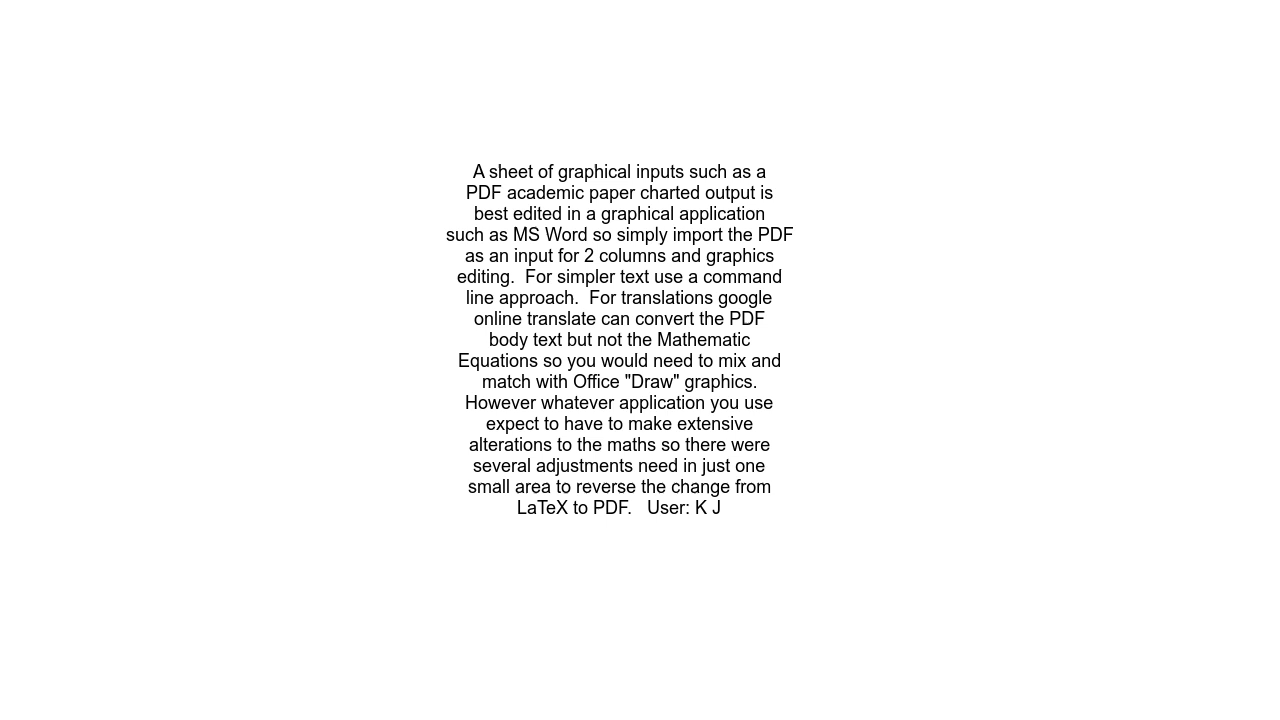 A sheet of graphical inputs such as a
PDF academic paper charted output is
best edited in a graphical application
such as MS Word so simply import the PDF
as an input for 2 columns and graphics
editing.  For simpler text use a command
line approach.  For translations google
online translate can convert the PDF
body text but not the Mathematic
Equations so you would need to mix and
match with Office "Draw" graphics.
However whatever application you use
expect to have to make extensive
alterations to the maths so there were
several adjustments need in just one
small area to reverse the change from
LaTeX to PDF.   User: K J